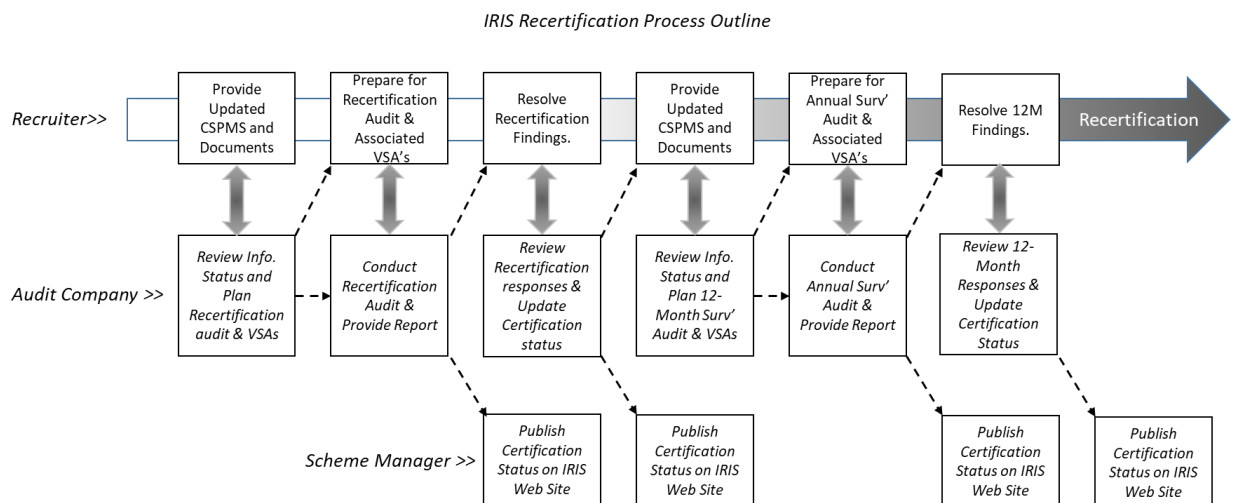 IRIS Recertification Process Outline
Recruiter>>
Provide
Updated
CSPMS and
Documents
Prepare for
Recertification
Audit &
Associated
VSA's
Resolve
Recertification
Findings.
Provide
Updated
CSPMS and
Documents
Prepare for
Annual Surv’
Audit &
Associated
VSA’s
Resolve 12M
Findings.
Recertification
Audit Company >>
Review Info.
Status and
Plan
Recertification
audit & VSAs
Conduct
Recertification
Audit &
Provide Report
Review
Recertification
responses &
Update
Certification
status
Review Info.
Status and
Plan 12-
Month Surv’
Audit & VSAs
Conduct
Annual Surv’
Audit &
Provide Report
Review 12-
Month
Responses &
Update
Certification
Status
Scheme Manager >>
Publish
Certification
Status on IRIS
Web Site
Publish
Certification
Status on IRIS
Web Site
Publish
Certification
Status on IRIS
Web Site
Publish
Certification
Status on IRIS
Web Site